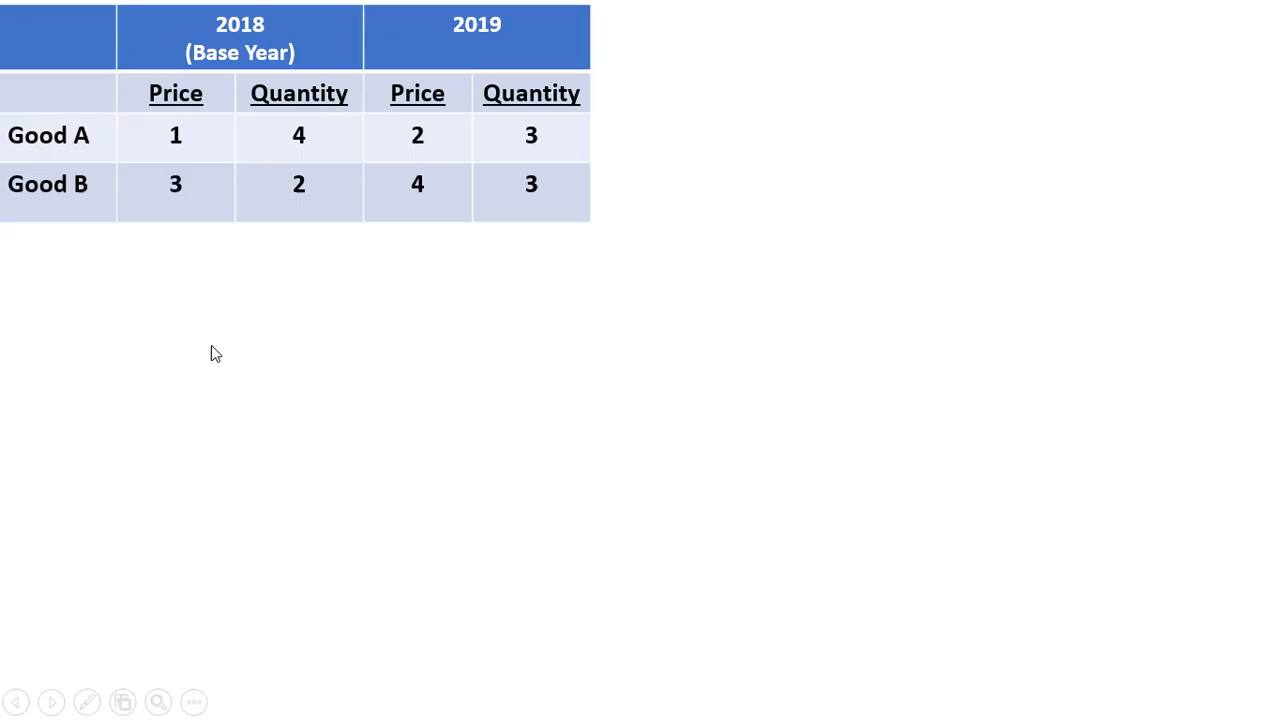 2018 2019
(Base Year)
Price Quantity Price Quantity
Good A 1 4 2 3
Good B 3 2 4 3